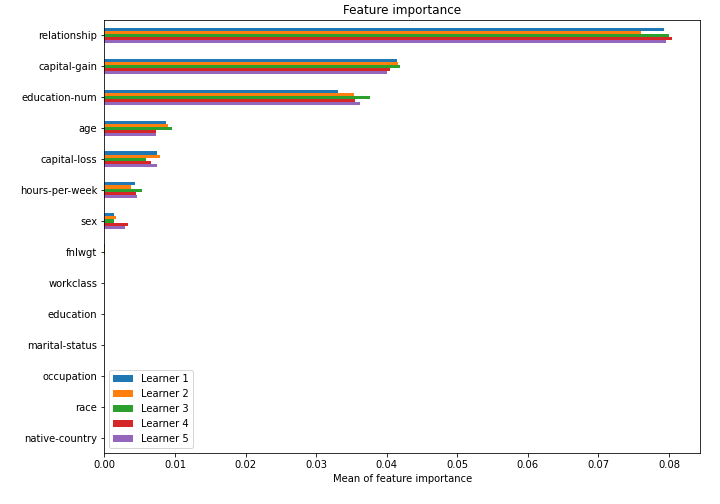 Feature importance
relationship
capital-gain
education-num
age
capital-loss
hours-per-week
sex
fnlwgt
workclass
education
marital-status
occupation
race
native-country
Learner 1
Learner 2
Learner 3
Learner 4
Learner 5
0.00 0.01 0.02 0.03 0.04 0.05 0.06 0.07 0.08
Mean of feature importance